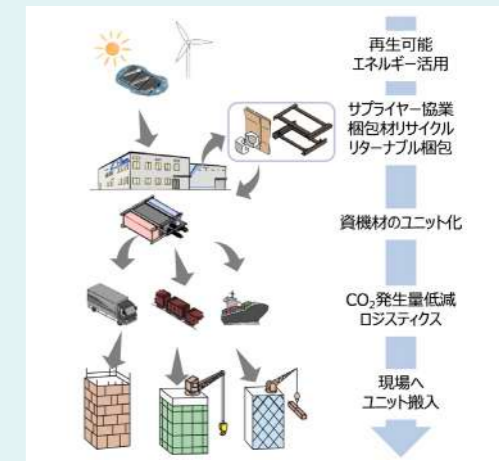 再生可能
エネルギー活用
サプライヤー協業
梱包材リサイクル
リターナブル梱包
資機材のユニット化
CO₂発生量低減
ロジスティクス
現場へ
ユニット搬入